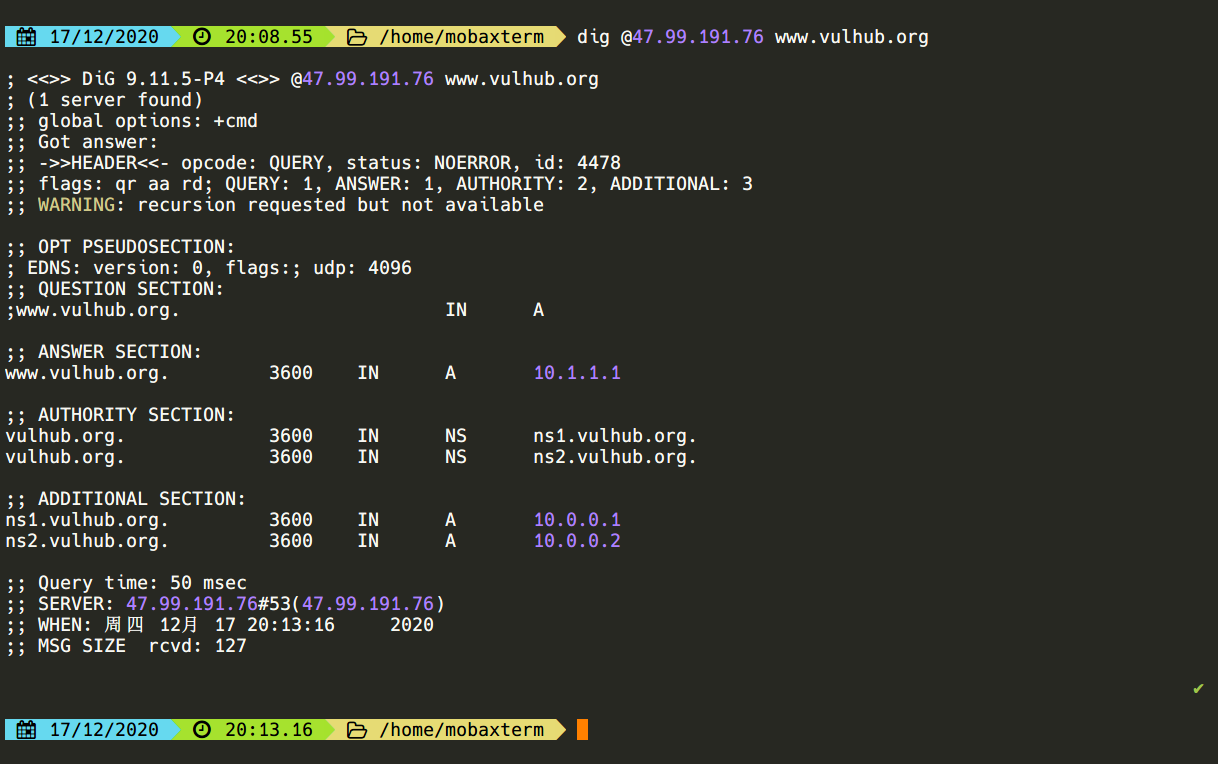 17/12/2020 20:08.55 /home/mobaxterm dig @47.99.191.76 www.vulhub.org
; <<>> DiG 9.11.5-P4 <<>> @47.99.191.76 www.vulhub.org
; (1 server found)
;; global options: +cmd
;; Got answer:
;; ->>HEADER<<- opcode: QUERY, status: NOERROR, id: 4478
;; flags: qr aa rd; QUERY: 1, ANSWER: 1, AUTHORITY: 2, ADDITIONAL: 3
;; WARNING: recursion requested but not available
;; OPT PSEUDOSECTION:
; EDNS: version: 0, flags:; udp: 4096
;; QUESTION SECTION:
;www.vulhub.org. IN A
;; ANSWER SECTION:
www.vulhub.org. 3600 IN A 10.1.1.1
;; AUTHORITY SECTION:
vulhub.org. 3600 IN NS ns1.vulhub.org.
vulhub.org. 3600 IN NS ns2.vulhub.org.
;; ADDITIONAL SECTION:
ns1.vulhub.org. 3600 IN A 10.0.0.1
ns2.vulhub.org. 3600 IN A 10.0.0.2
;; Query time: 50 msec
;; SERVER: 47.99.191.76#53(47.99.191.76)
;; WHEN: 周四 12月 17 20:13:16 2020
;; MSG SIZE rcvd: 127
✔
17/12/2020 20:13.16 /home/mobaxterm